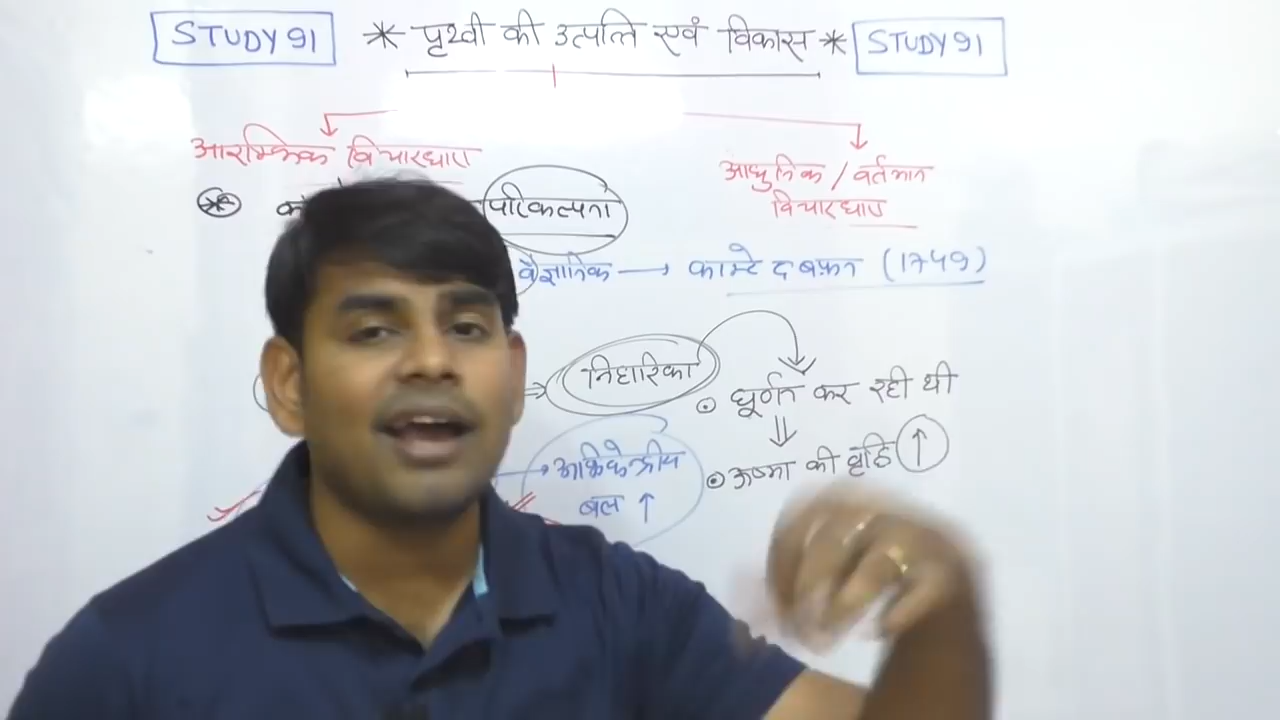 STUDY 91 * पृथ्वी की उत्पत्ति एवं विकास * STUDY 91
आरम्भिक विचारधारा
आधुनिक / वर्तमान
विचारधारा
परिकल्पना
वैज्ञानिक → काम्टे द बफ़न (1749)
निहारिका
घूर्णन कर रही थी
अभिकेन्द्रीय
बल ↑
ऊष्मा की वृद्धि ↑